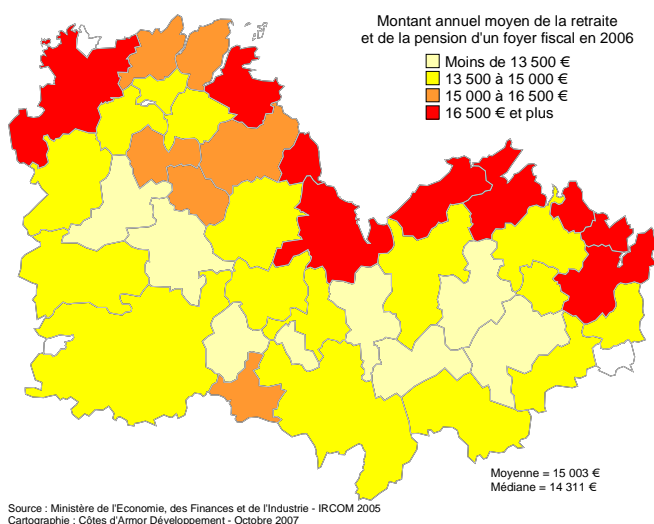 Montant annuel moyen de la retraite
et de la pension d'un foyer fiscal en 2006
Moins de 13 500 €
13 500 à 15 000 €
15 000 à 16 500 €
16 500 € et plus
Moyenne = 15 003 €
Médiane = 14 311 €
Source : Ministère de l'Economie, des Finances et de l'Industrie - IRCOM 2005
Cartographie : Côtes d'Armor Développement - Octobre 2007